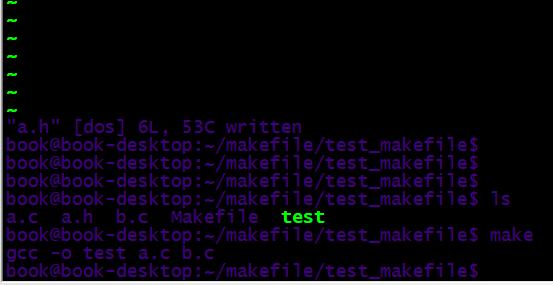 ~
~
~
~
~
~
~
"a.h" [dos] 6L, 53C written
book@book-desktop:~/makefile/test_makefile$
book@book-desktop:~/makefile/test_makefile$
book@book-desktop:~/makefile/test_makefile$
book@book-desktop:~/makefile/test_makefile$ ls
a.c  a.h  b.c  Makefile  test
book@book-desktop:~/makefile/test_makefile$ make
gcc -o test a.c b.c
book@book-desktop:~/makefile/test_makefile$